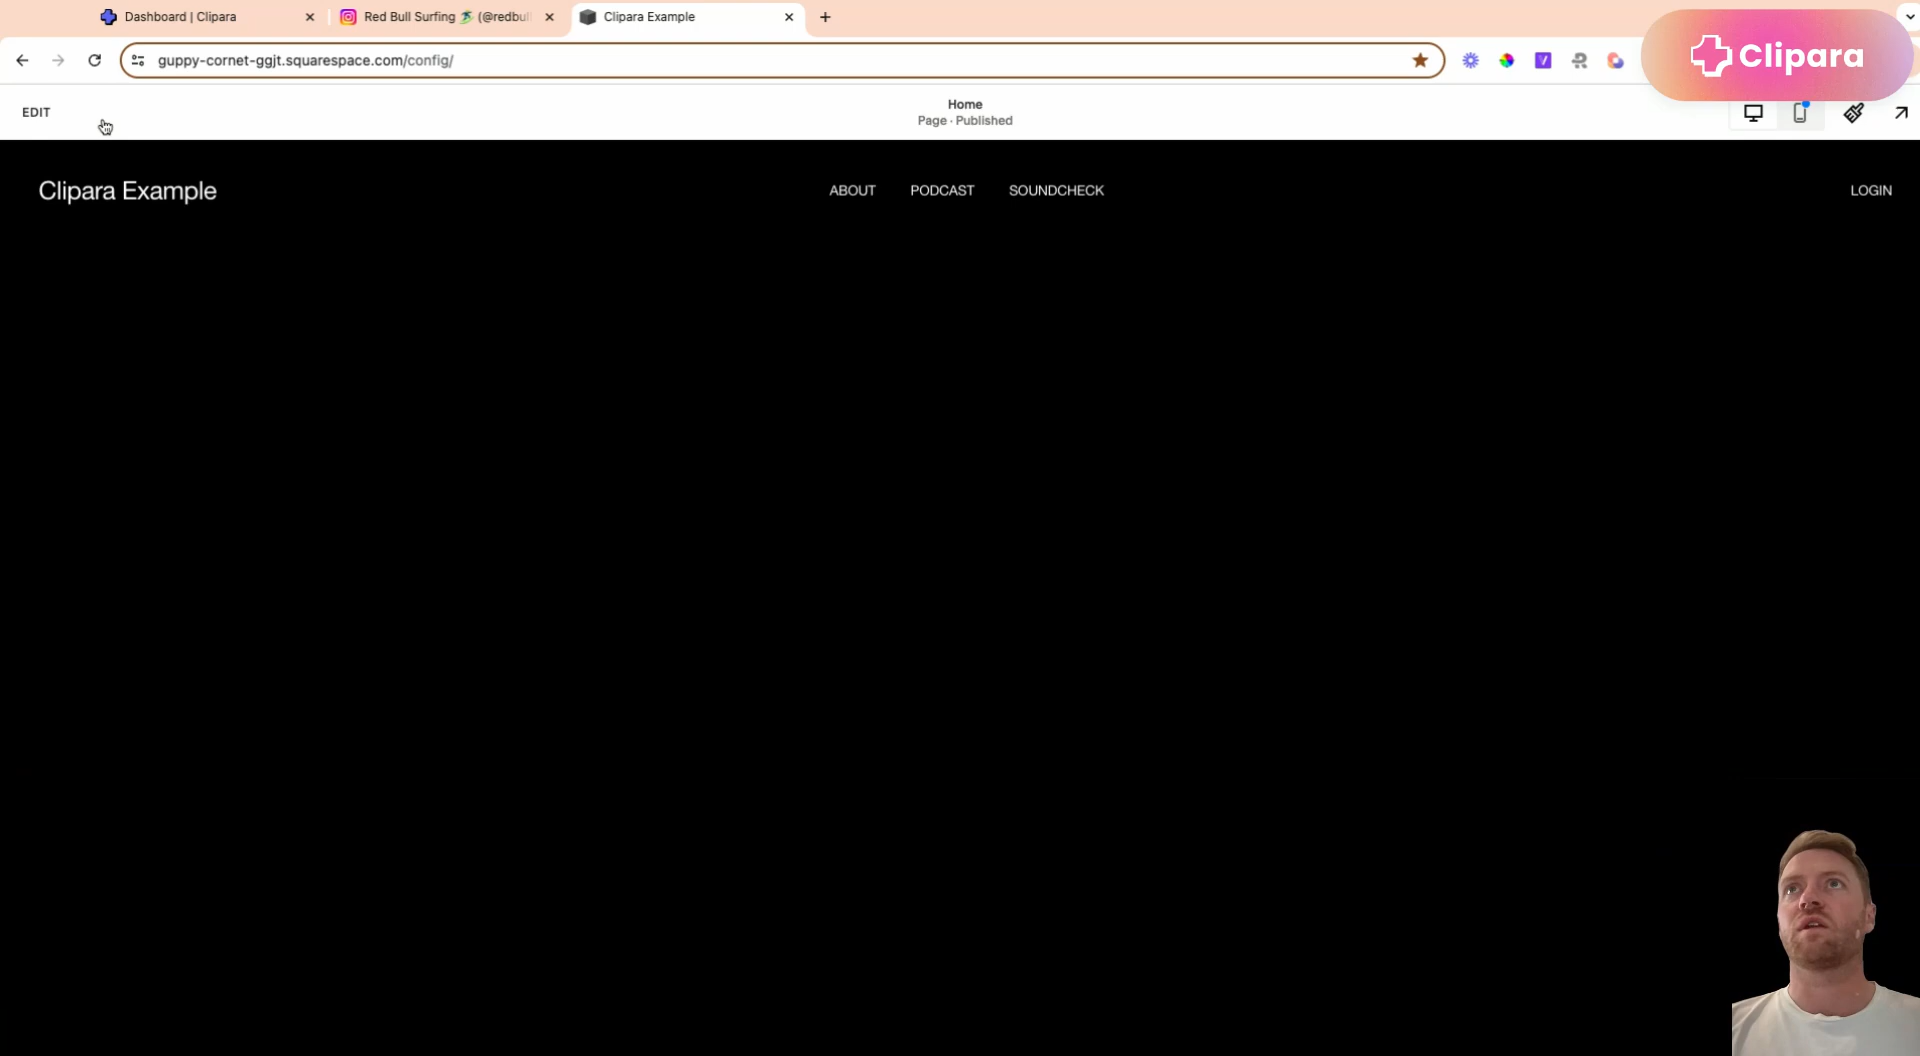 Dashboard | Clipara
Red Bull Surfing 🏄 (@redbul
Clipara Example
guppy-cornet-ggjt.squarespace.com/config/
Clipara
EDIT
Home
Page · Published
Clipara Example
ABOUT
PODCAST
SOUNDCHECK
LOGIN